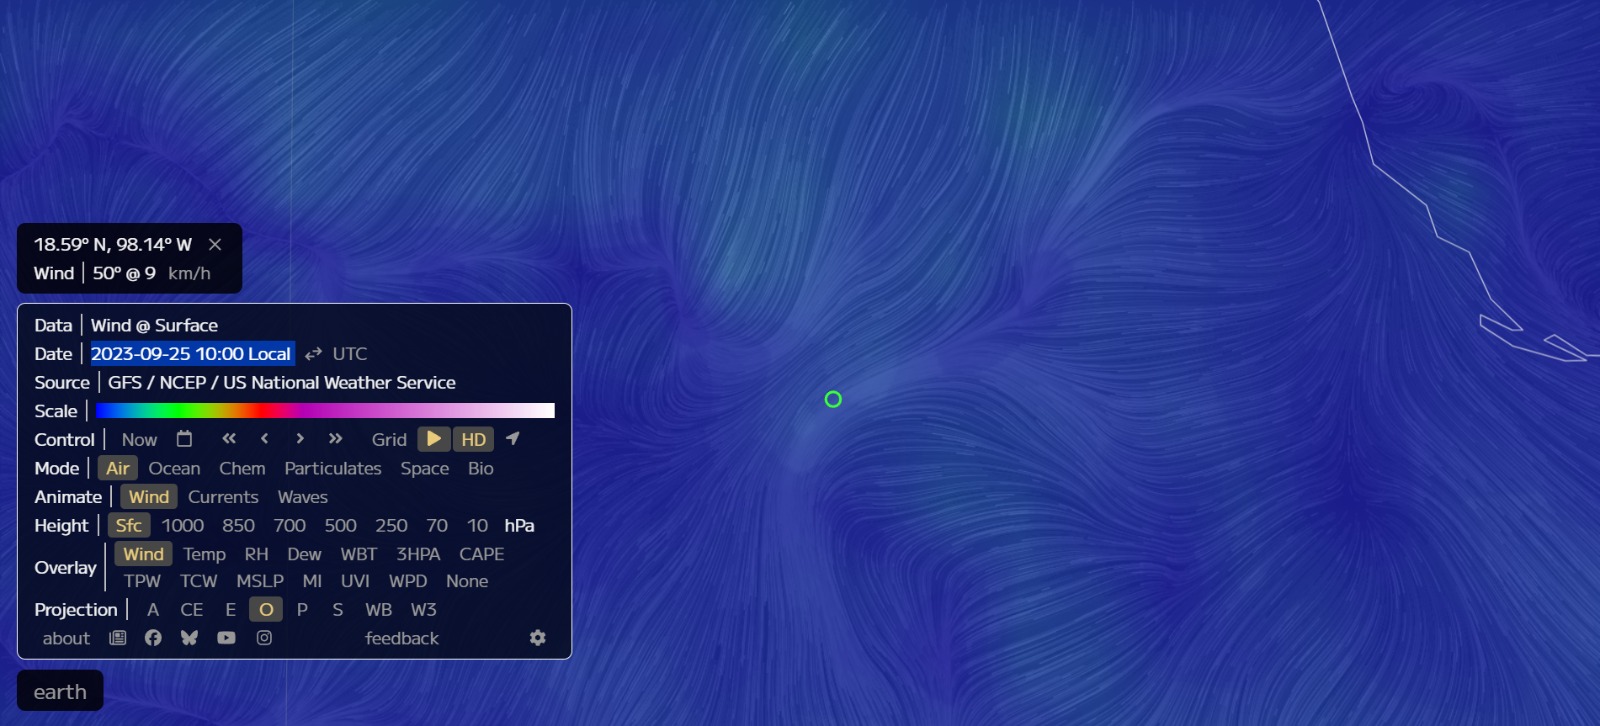 18.59° N, 98.14° W ×
Wind | 50° @ 9 km/h
Data | Wind @ Surface
Date | 2023-09-25 10:00 Local ⇄ UTC
Source | GFS / NCEP / US National Weather Service
Scale |
Control | Now « ‹ › » Grid HD
Mode | Air Ocean Chem Particulates Space Bio
Animate | Wind Currents Waves
Height | Sfc 1000 850 700 500 250 70 10 hPa
Overlay | Wind Temp RH Dew WBT 3HPA CAPE
TPW TCW MSLP MI UVI WPD None
Projection | A CE E O P S WB W3
about feedback
earth